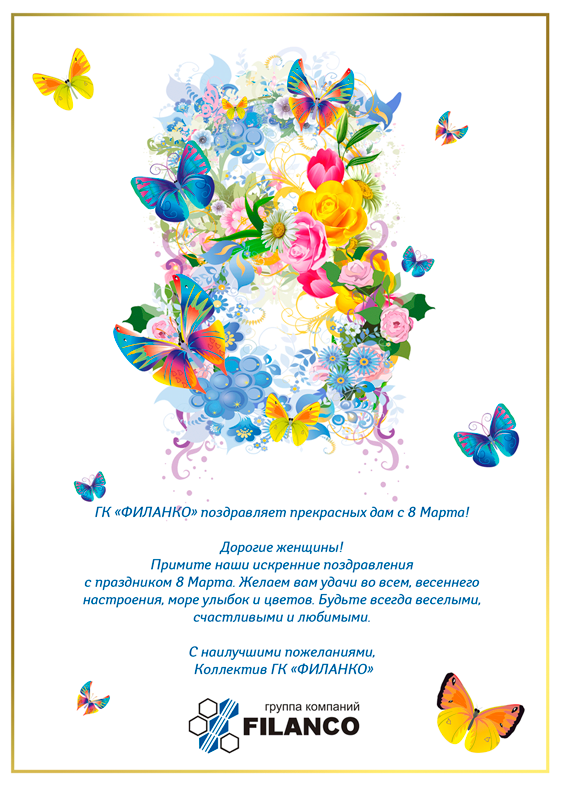 ГК «ФИЛАНКО» поздравляет прекрасных дам с 8 Марта!
Дорогие женщины!
Примите наши искренние поздравления
с праздником 8 Марта. Желаем вам удачи во всем, весеннего
настроения, море улыбок и цветов. Будьте всегда веселыми,
счастливыми и любимыми.
С наилучшими пожеланиями,
Коллектив ГК «ФИЛАНКО»
группа компаний
FILANCO